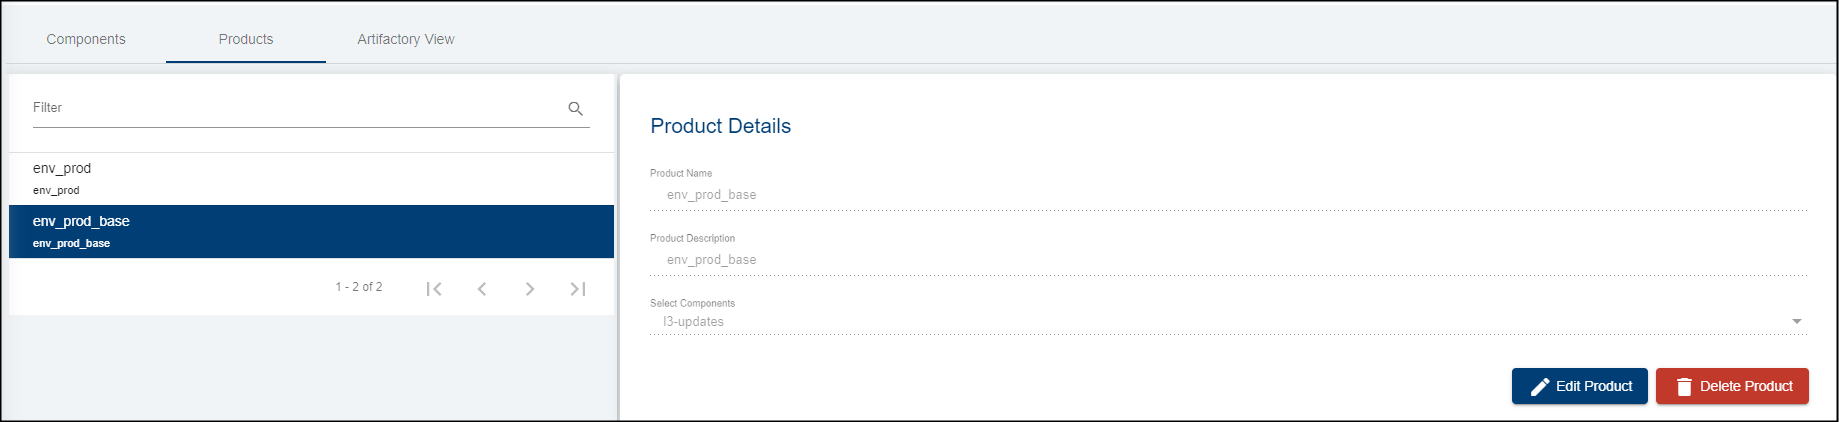 Components
Products
Artifactory View
Filter
env_prod
env_prod
env_prod_base
env_prod_base
1 - 2 of 2
Product Details
Product Name
env_prod_base
Product Description
env_prod_base
Select Components
l3-updates
Edit Product
Delete Product